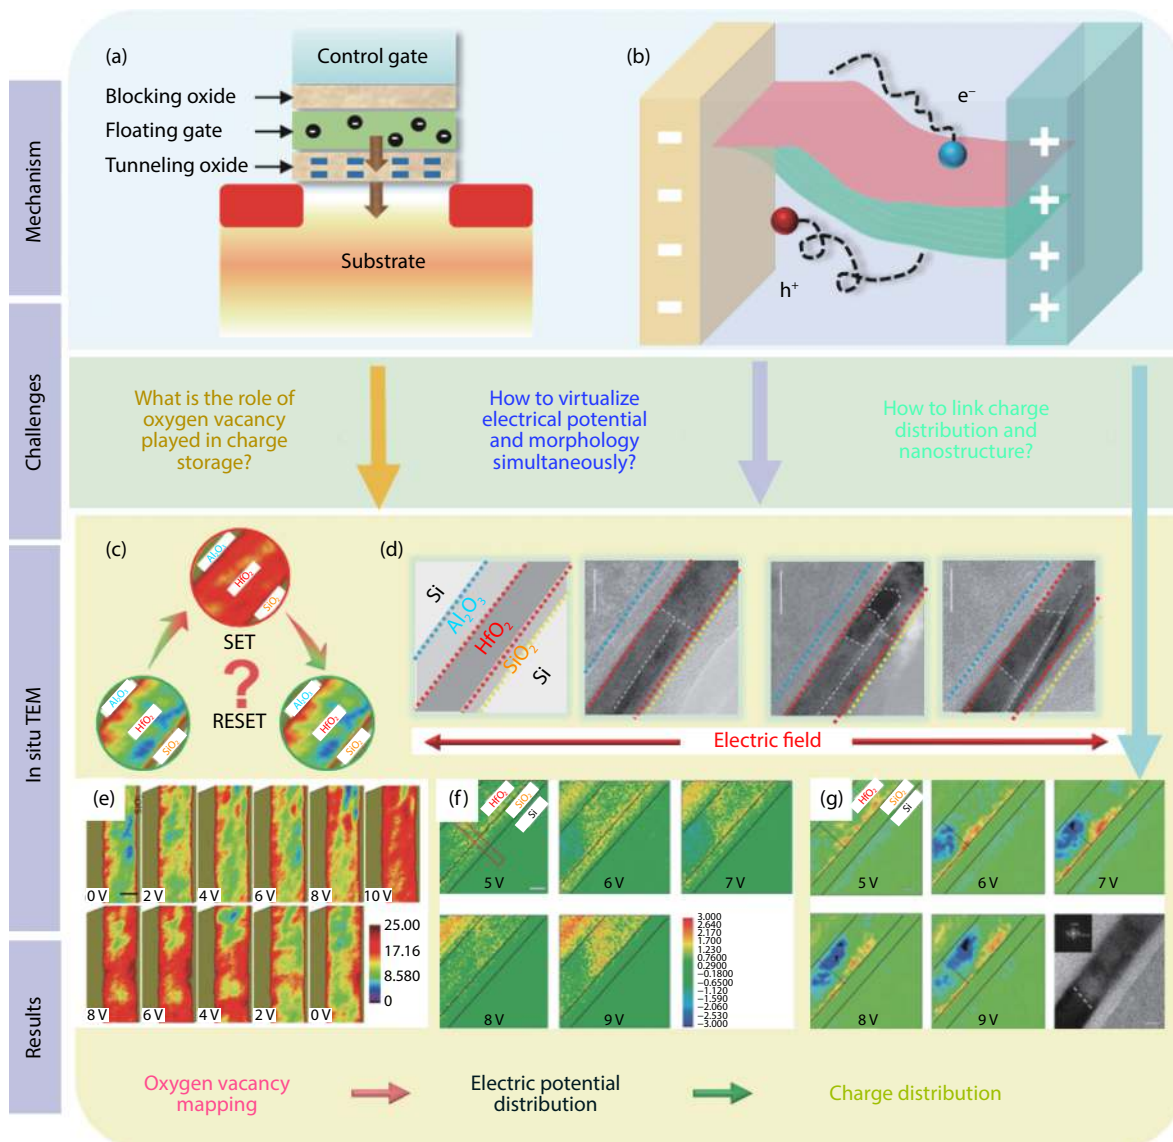 Mechanism
(a)
Control gate
Blocking oxide
Floating gate
Tunneling oxide
Substrate
(b)
e⁻
h⁺
Challenges
What is the role of
oxygen vacancy
played in charge
storage?
How to virtualize
electrical potential
and morphology
simultaneously?
How to link charge
distribution and
nanostructure?
In situ TEM
(c)
Al₂O₃
HfO₂
SiO₂
SET
?
RESET
Al₂O₃
HfO₂
SiO₂
Al₂O₃
HfO₂
SiO₂
(d)
Si
Al₂O₃
HfO₂
SiO₂
Si
Electric field
(e)
0 V
2 V
4 V
6 V
8 V
10 V
8 V
6 V
4 V
2 V
0 V
25.00
17.16
8.580
0
(f)
HfO₂
SiO₂
Si
5 V
6 V
7 V
8 V
9 V
3.000
2.640
2.170
1.700
1.230
0.7600
0.2900
−0.1800
−0.6500
−1.120
−1.590
−2.060
−2.530
−3.000
(g)
HfO₂
SiO₂
Si
5 V
6 V
7 V
8 V
9 V
Results
Oxygen vacancy
mapping
Electric potential
distribution
Charge distribution